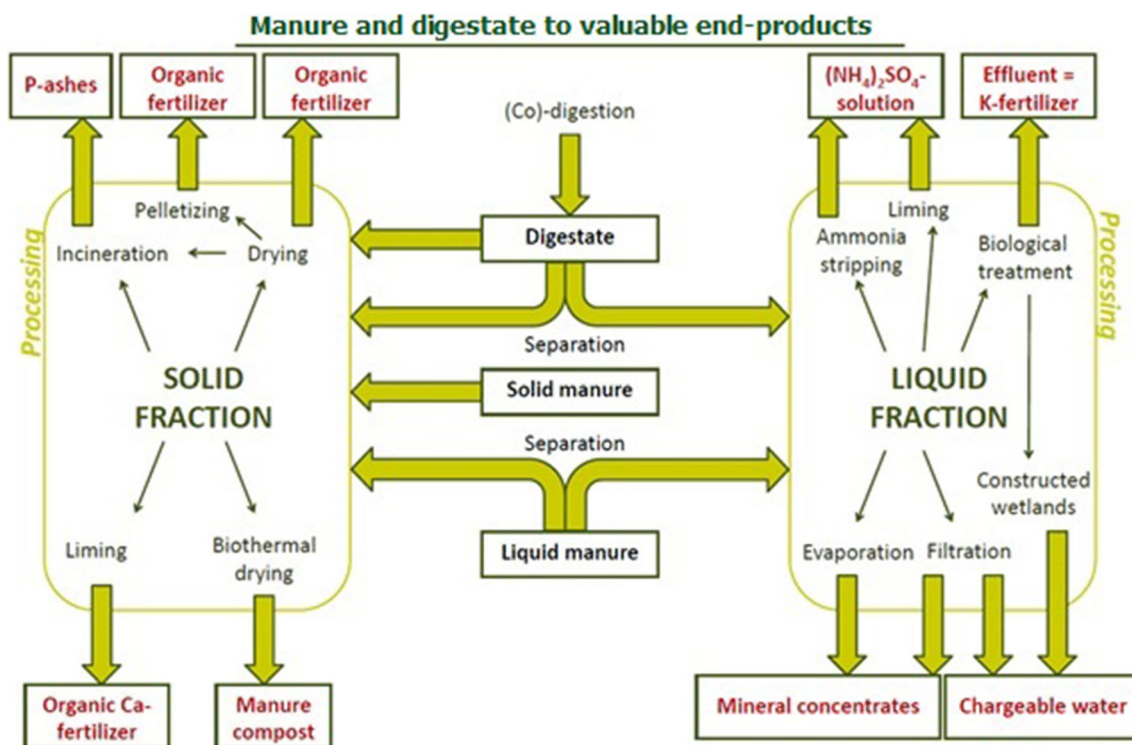 Manure and digestate to valuable end-products
P-ashes
Organic
fertilizer
Organic
fertilizer
(NH₄)₂SO₄-
solution
Effluent =
K-fertilizer
(Co)-digestion
Processing
Pelletizing
Incineration
Drying
Digestate
Liming
Ammonia
stripping
Biological
treatment
Processing
Separation
SOLID
FRACTION
Solid manure
LIQUID
FRACTION
Separation
Constructed
wetlands
Liming
Biothermal
drying
Liquid manure
Evaporation
Filtration
Organic Ca-
fertilizer
Manure
compost
Mineral concentrates
Chargeable water